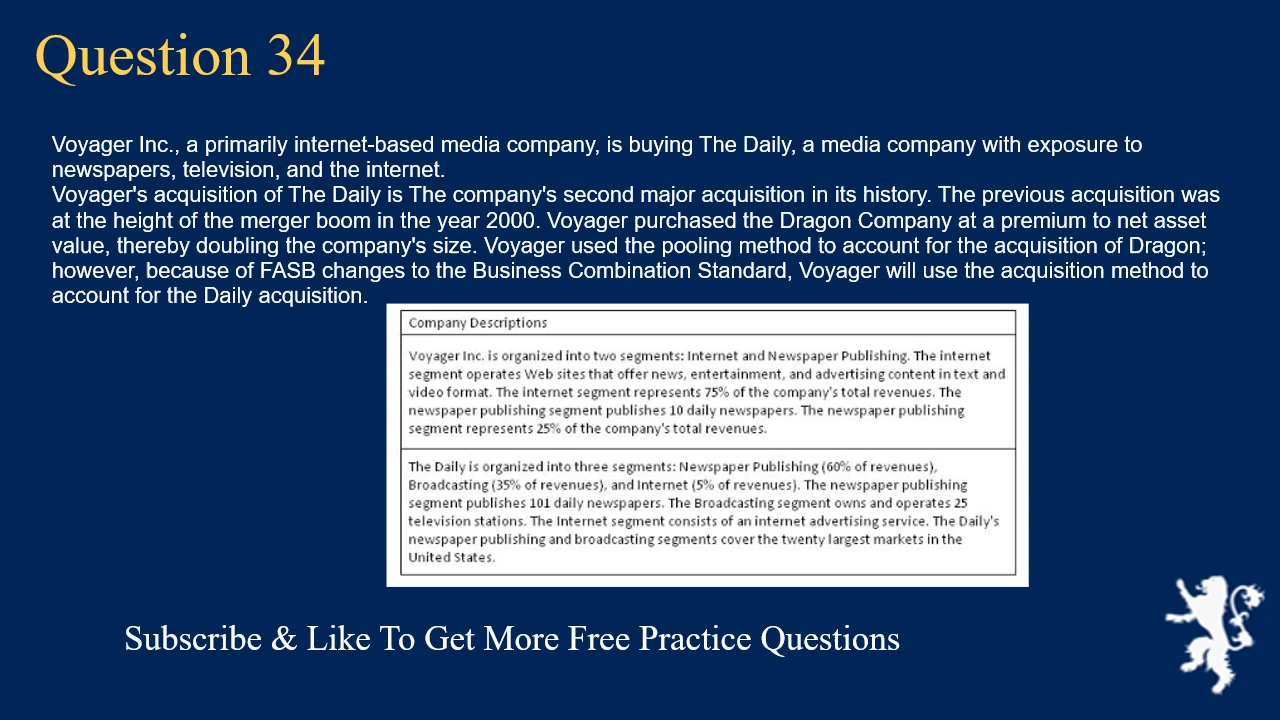 Question 34
Voyager Inc., a primarily internet-based media company, is buying The Daily, a media company with exposure to
newspapers, television, and the internet.
Voyager's acquisition of The Daily is The company's second major acquisition in its history. The previous acquisition was
at the height of the merger boom in the year 2000. Voyager purchased the Dragon Company at a premium to net asset
value, thereby doubling the company's size. Voyager used the pooling method to account for the acquisition of Dragon;
however, because of FASB changes to the Business Combination Standard, Voyager will use the acquisition method to
account for the Daily acquisition.
Company Descriptions
Voyager Inc. is organized into two segments: Internet and Newspaper Publishing. The internet
segment operates Web sites that offer news, entertainment, and advertising content in text and
video format. The internet segment represents 75% of the company's total revenues. The
newspaper publishing segment publishes 10 daily newspapers. The newspaper publishing
segment represents 25% of the company's total revenues.
The Daily is organized into three segments: Newspaper Publishing (60% of revenues),
Broadcasting (35% of revenues), and Internet (5% of revenues). The newspaper publishing
segment publishes 101 daily newspapers. The Broadcasting segment owns and operates 25
television stations. The Internet segment consists of an internet advertising service. The Daily's
newspaper publishing and broadcasting segments cover the twenty largest markets in the
United States.
Subscribe & Like To Get More Free Practice Questions